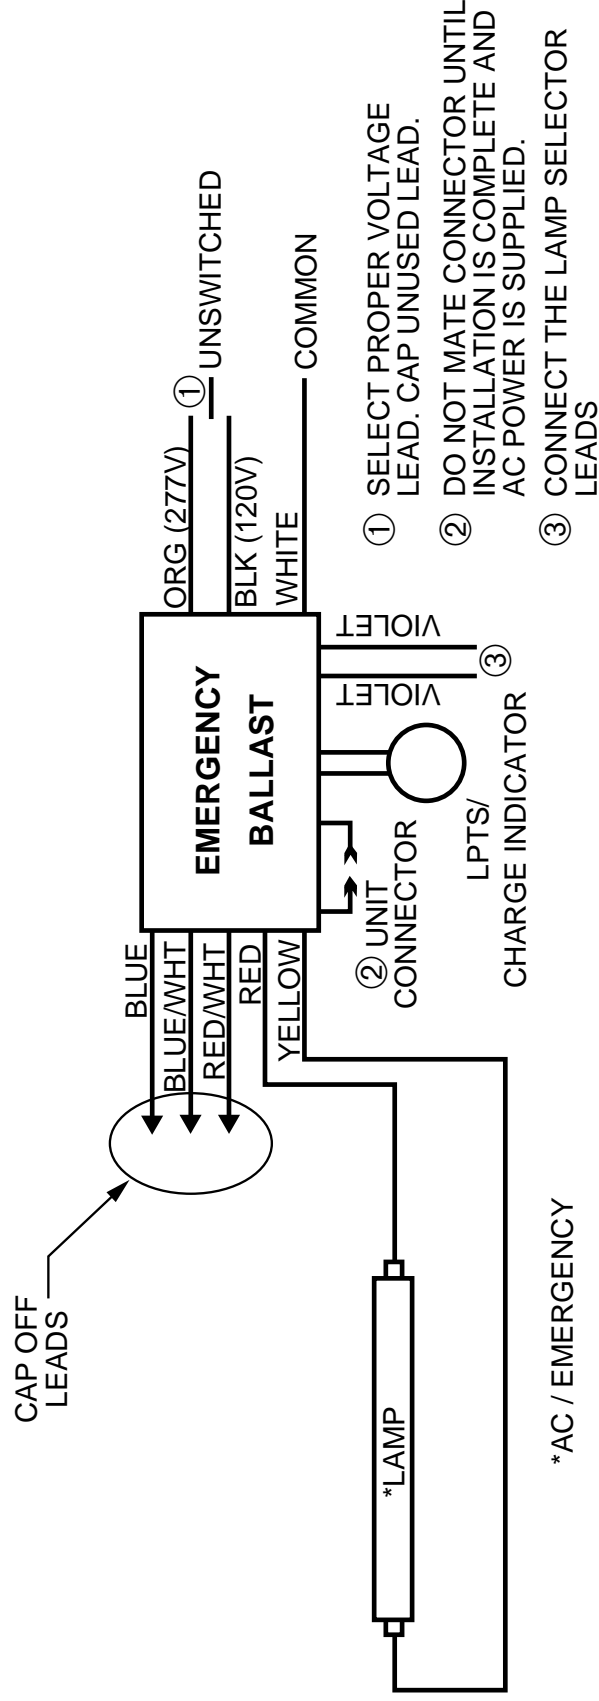 CAP OFF
LEADS
BLUE
BLUE/WHT
RED/WHT
RED
YELLOW
EMERGENCY
BALLAST
ORG (277V)
① UNSWITCHED
BLK (120V)
WHITE
COMMON
② UNIT
CONNECTOR
LPTS/
CHARGE INDICATOR
VIOLET
VIOLET
③
*LAMP
*AC / EMERGENCY
① SELECT PROPER VOLTAGE
LEAD. CAP UNUSED LEAD.
② DO NOT MATE CONNECTOR UNTIL
INSTALLATION IS COMPLETE AND
AC POWER IS SUPPLIED.
③ CONNECT THE LAMP SELECTOR
LEADS